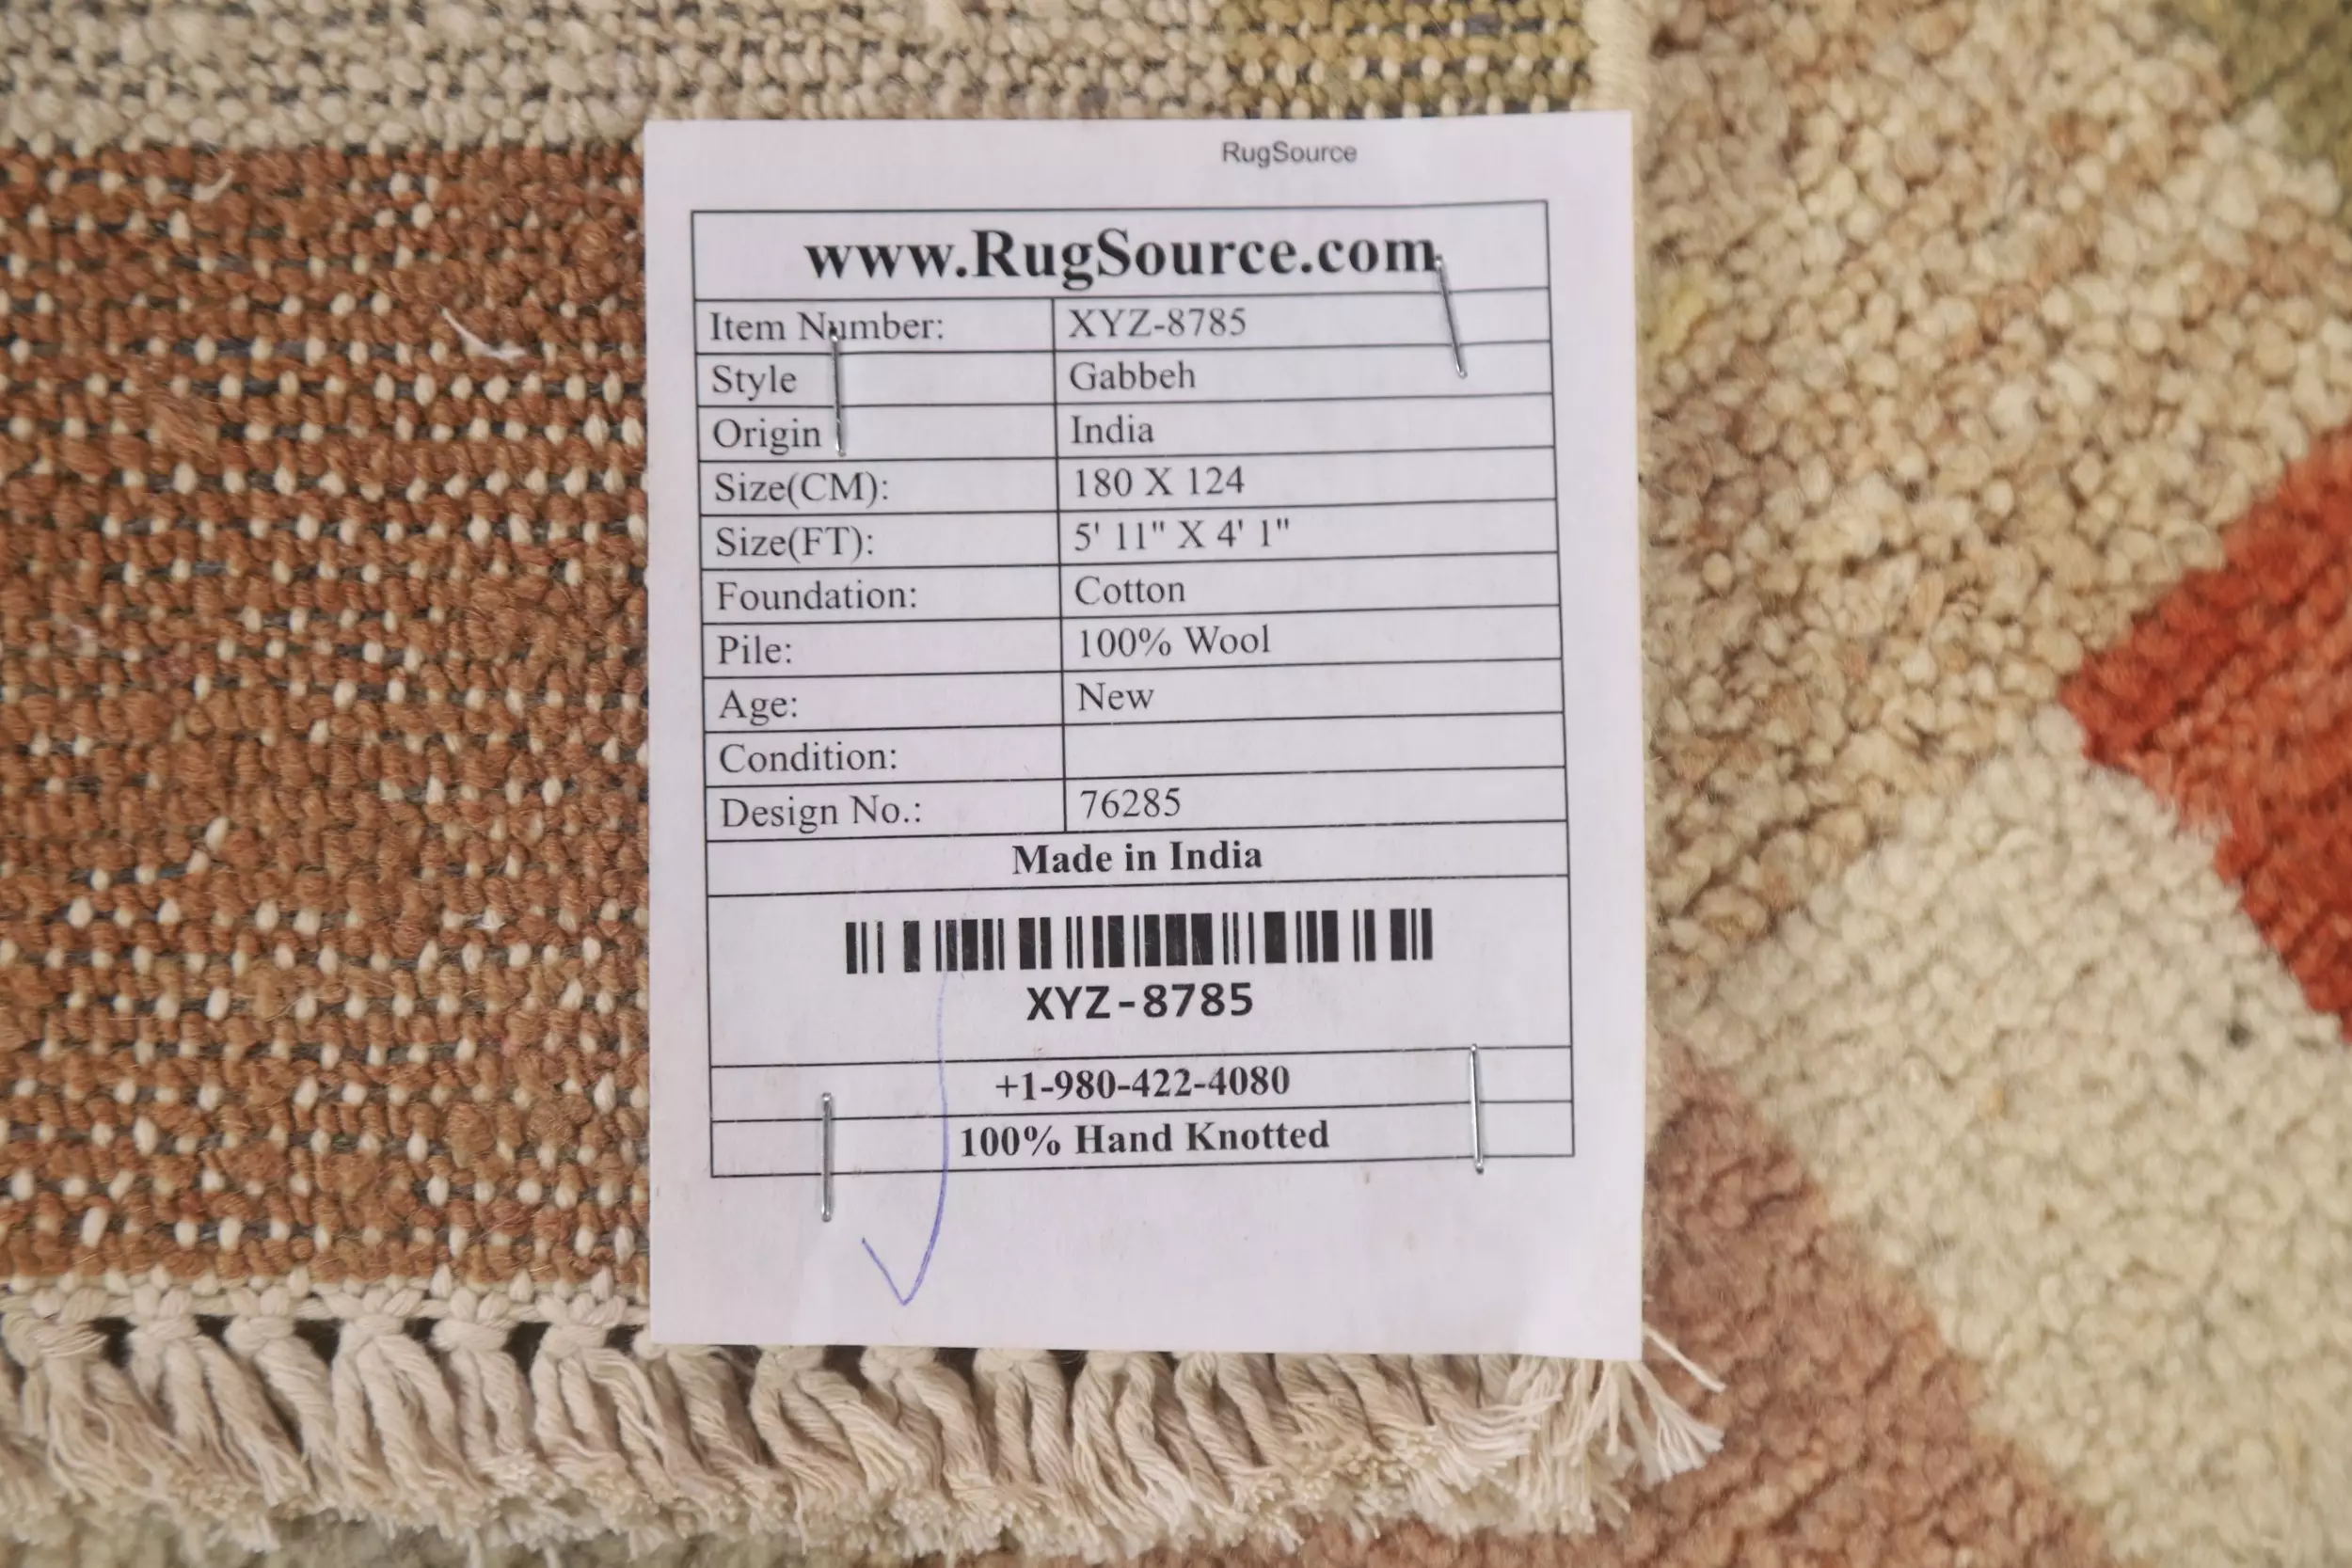 RugSource
www.RugSource.com
Item Number: XYZ-8785
Style Gabbeh
Origin India
Size(CM): 180 X 124
Size(FT): 5' 11" X 4' 1"
Foundation: Cotton
Pile: 100% Wool
Age: New
Condition:
Design No.: 76285
Made in India
XYZ-8785
+1-980-422-4080
100% Hand Knotted